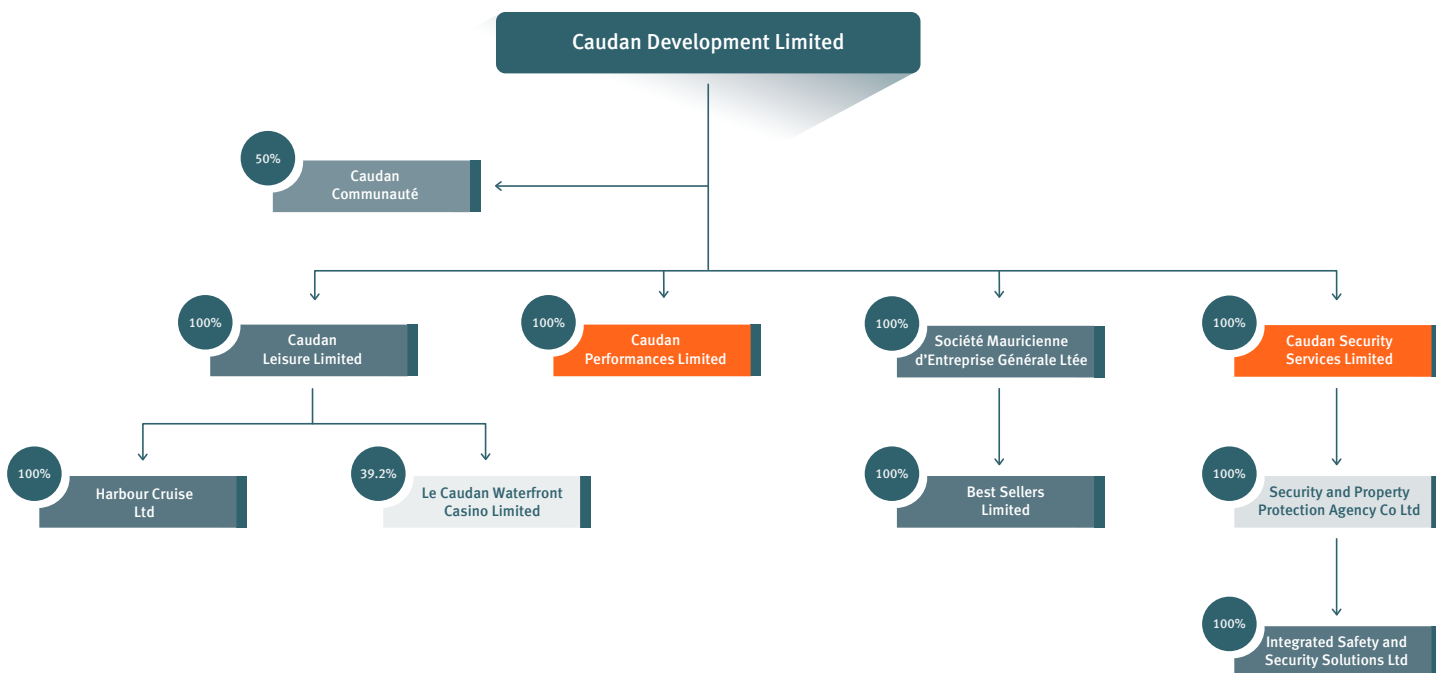 Caudan Development Limited
50%
Caudan
Communauté
100%
Caudan
Leisure Limited
100%
Caudan
Performances Limited
100%
Société Mauricienne
d’Entreprise Générale Ltée
100%
Caudan Security
Services Limited
100%
Harbour Cruise
Ltd
39.2%
Le Caudan Waterfront
Casino Limited
100%
Best Sellers
Limited
100%
Security and Property
Protection Agency Co Ltd
100%
Integrated Safety and
Security Solutions Ltd